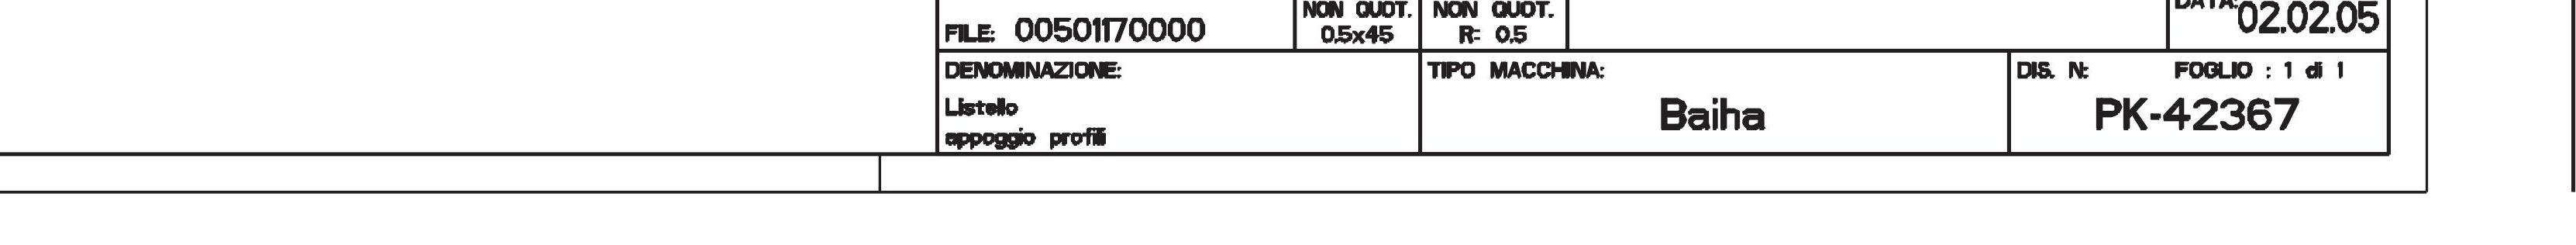 NON QUOT. NON QUOT. DATA:
FILE: 00501170000 0.5x45 R: 0.5 02.02.05
DENOMINAZIONE: TIPO MACCHINA: DIS. N: FOGLIO : 1 di 1
Listello
appoggio profili
Baiha
PK-42367